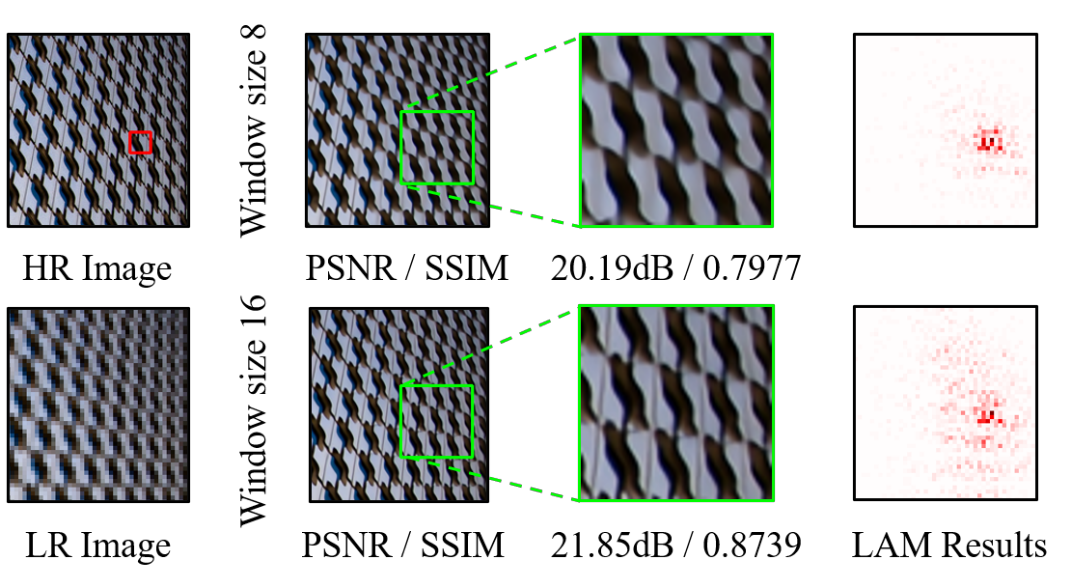 Window size 8
HR Image
PSNR / SSIM
20.19dB / 0.7977
Window size 16
LR Image
PSNR / SSIM
21.85dB / 0.8739
LAM Results